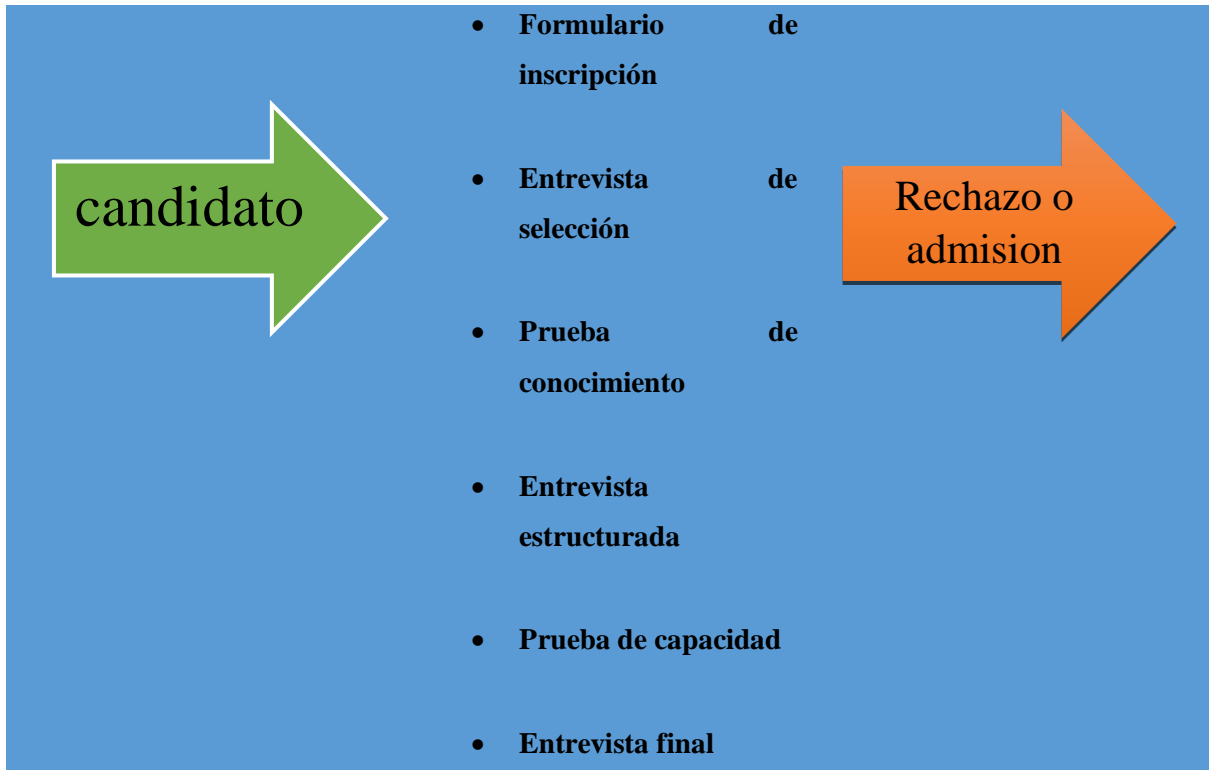 candidato
• Formulario de
inscripción
• Entrevista de
selección
• Prueba de
conocimiento
• Entrevista
estructurada
• Prueba de capacidad
• Entrevista final
Rechazo o
admision